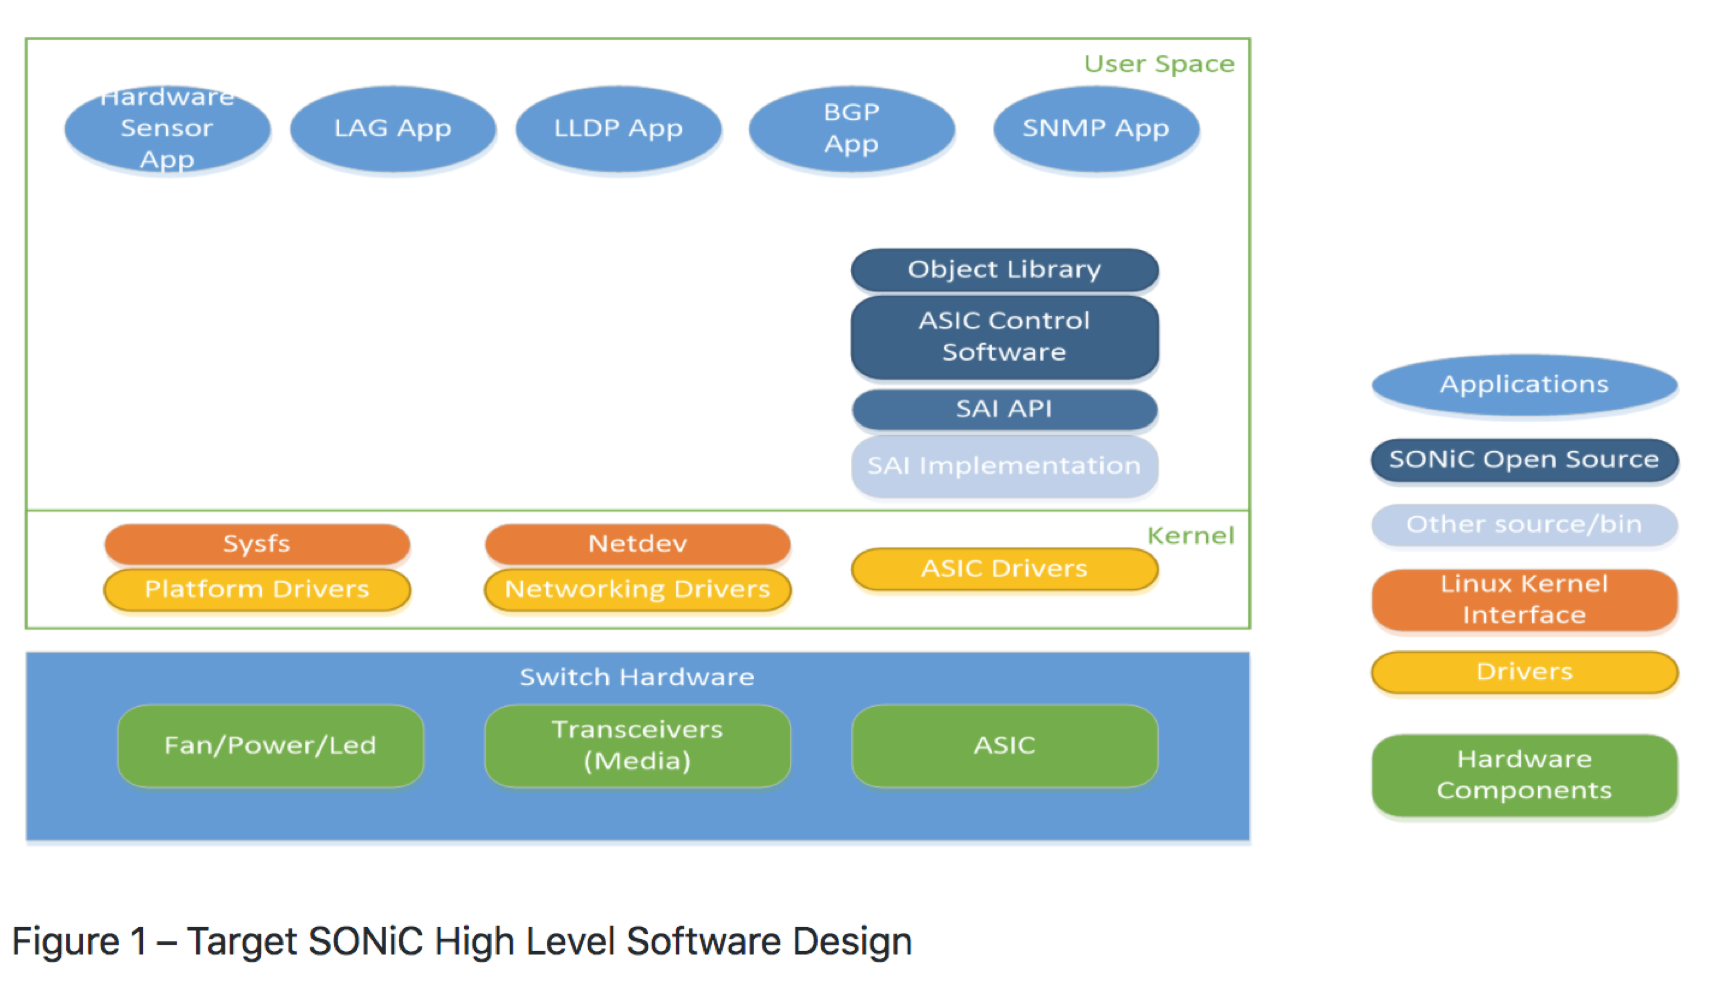 User Space
Hardware
Sensor
App
LAG App
LLDP App
BGP
App
SNMP App
Object Library
ASIC Control
Software
SAI API
SAI Implementation
Kernel
Sysfs
Platform Drivers
Netdev
Networking Drivers
ASIC Drivers
Switch Hardware
Fan/Power/Led
Transceivers
(Media)
ASIC
Applications
SONiC Open Source
Other source/bin
Linux Kernel
Interface
Drivers
Hardware
Components
Figure 1 – Target SONiC High Level Software Design